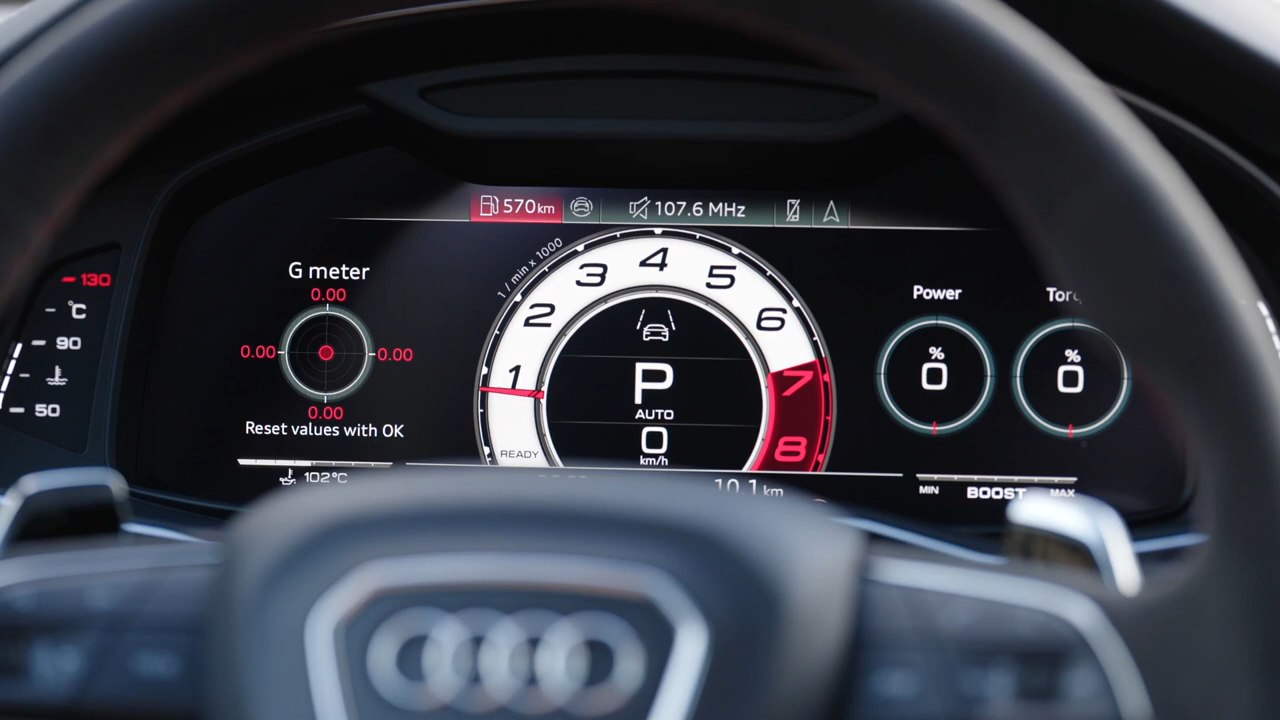 570km
107.6 MHz
1 / min x 1000
1
2
3
4
5
6
7
8
READY
P
AUTO
0
km/h
G meter
0.00
0.00
0.00
0.00
Reset values with OK
102°C
130
°C
90
50
Power
%
0
%
0
10.1 km
MIN
BOOST
MAX